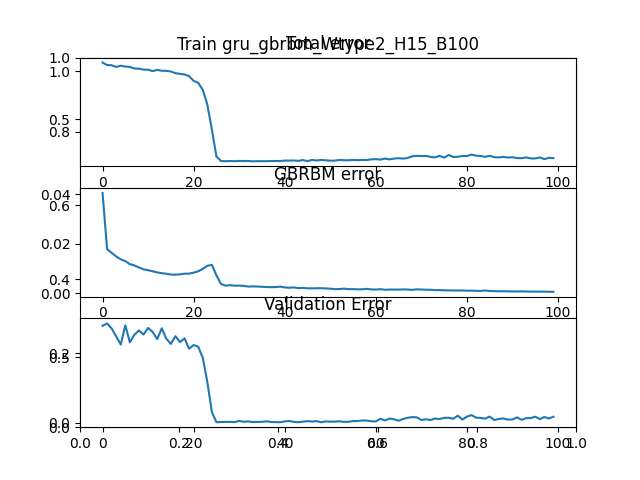 Train gru_gbrbm_Wtype2_H15_B100
Total error
1.0
1.0
0.5
0.8
0 20 40 60 80 100
GBRBM error
0.04
0.6
0.02
0.4
0.00
0 20 40 60 80 100
Validation Error
0.2
0.5
0.0
0.0
0.0 0 0.2 20 0.4 40 0.6 60 0.8 80 1.0 100